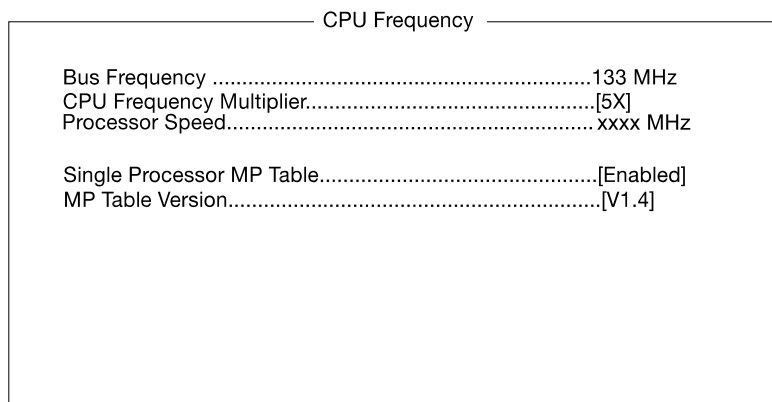 CPU Frequency
Bus Frequency ................................................................133 MHz
CPU Frequency Multiplier.................................................[5X]
Processor Speed.............................................................. xxxx MHz
Single Processor MP Table...............................................[Enabled]
MP Table Version...............................................................[V1.4]